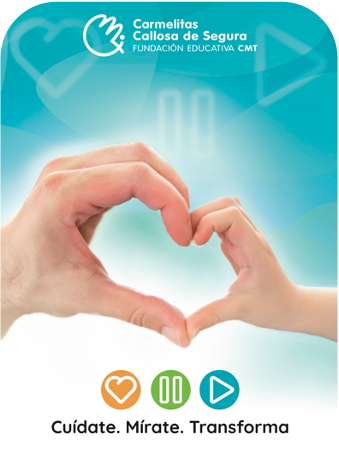 Carmelitas
Callosa de Segura
FUNDACIÓN EDUCATIVA CMT
Cuídate. Mírate. Transforma